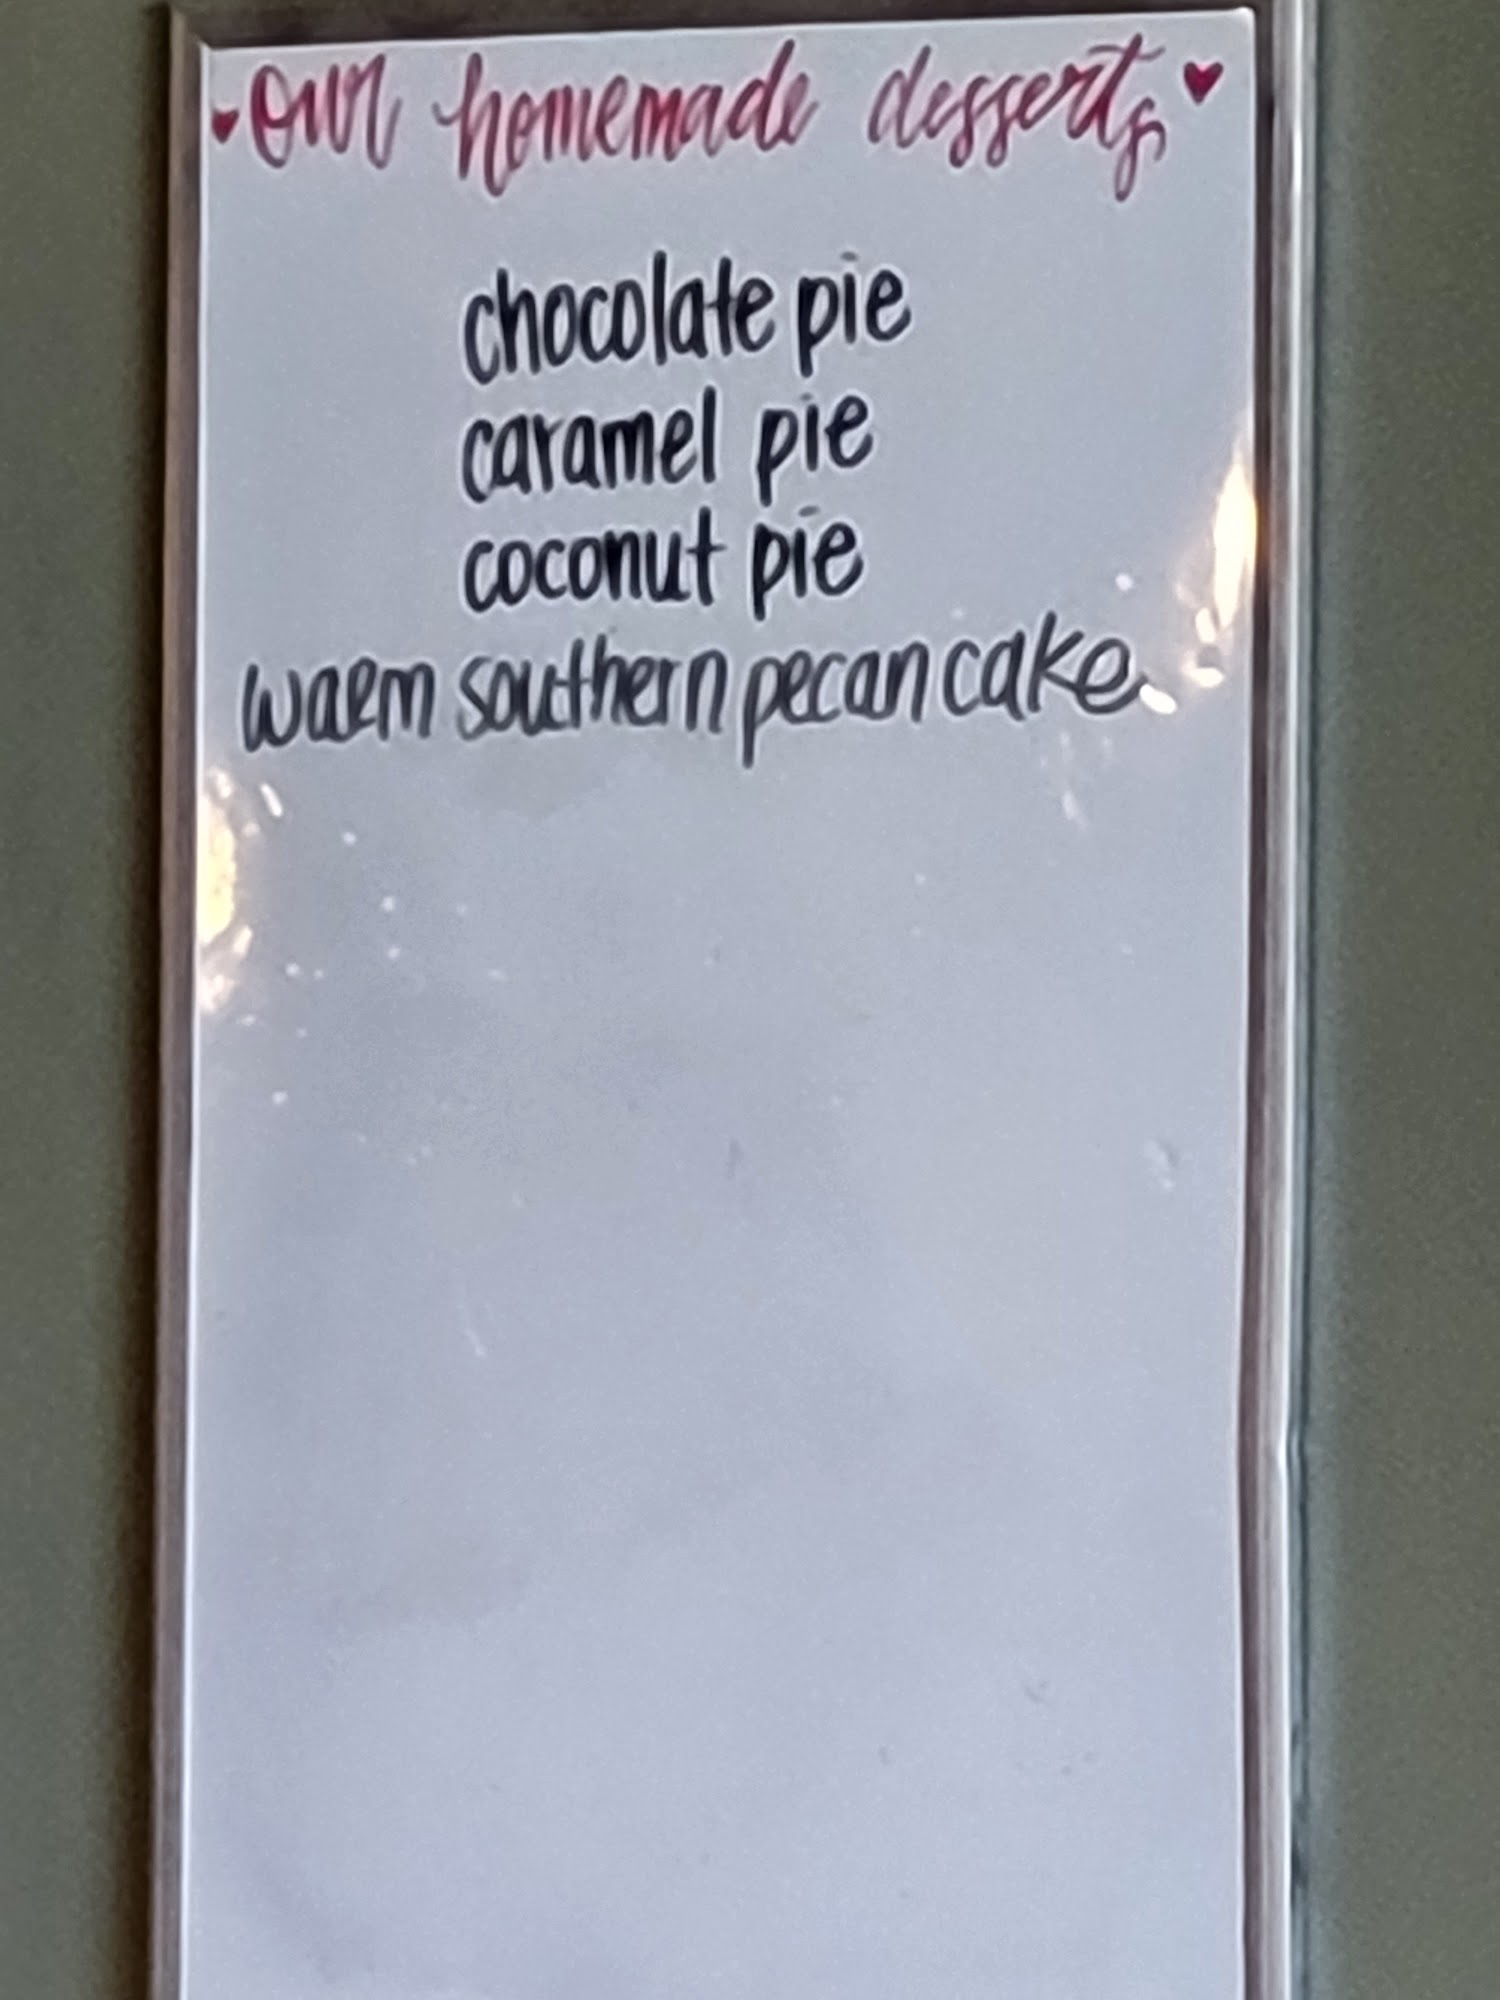 ♥ our homemade desserts ♥
chocolate pie
caramel pie
coconut pie
warm southern pecan cake